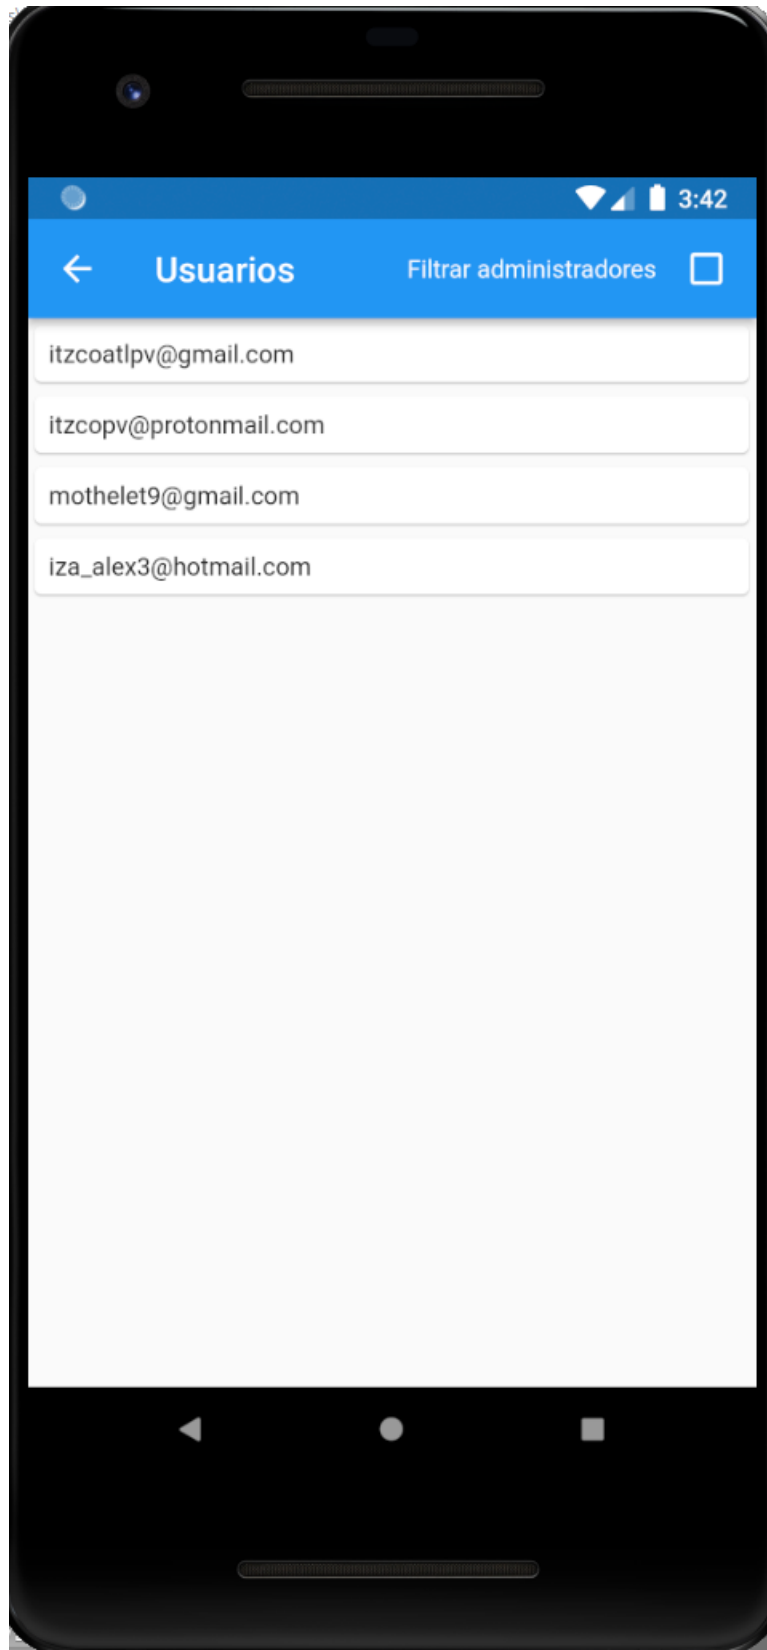 3:42
Usuarios Filtrar administradores
itzcoatlpv@gmail.com
itzcopv@protonmail.com
mothelet9@gmail.com
iza_alex3@hotmail.com